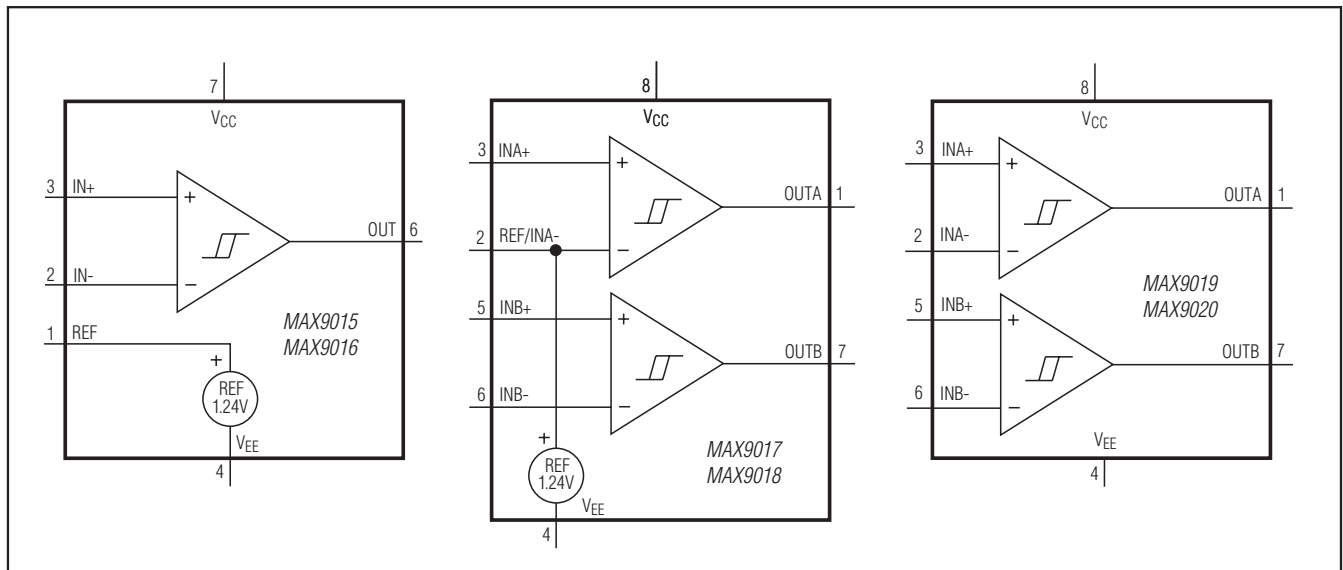 7
VCC
3 IN+
+
OUT 6
2 IN-
−
MAX9015
MAX9016
1 REF
+
REF
1.24V
VEE
4
8
VCC
3 INA+
+
OUTA 1
2 REF/INA-
−
5 INB+
+
OUTB 7
6 INB-
−
+
MAX9017
MAX9018
REF
1.24V
VEE
4
8
VCC
3 INA+
+
OUTA 1
2 INA-
−
MAX9019
MAX9020
5 INB+
+
OUTB 7
6 INB-
−
VEE
4